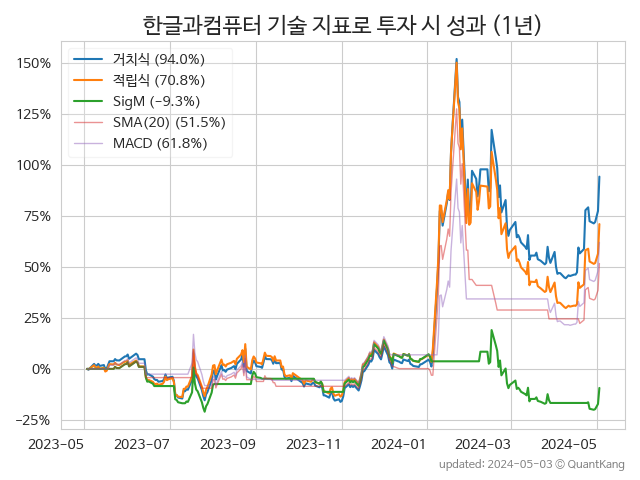 한글과컴퓨터 기술 지표로 투자 시 성과 (1년)
거치식 (94.0%)
적립식 (70.8%)
SigM (−9.3%)
SMA(20) (51.5%)
MACD (61.8%)
150%
125%
100%
75%
50%
25%
0%
−25%
2023-05 2023-07 2023-09 2023-11 2024-01 2024-03 2024-05
updated: 2024-05-03 © QuantKang